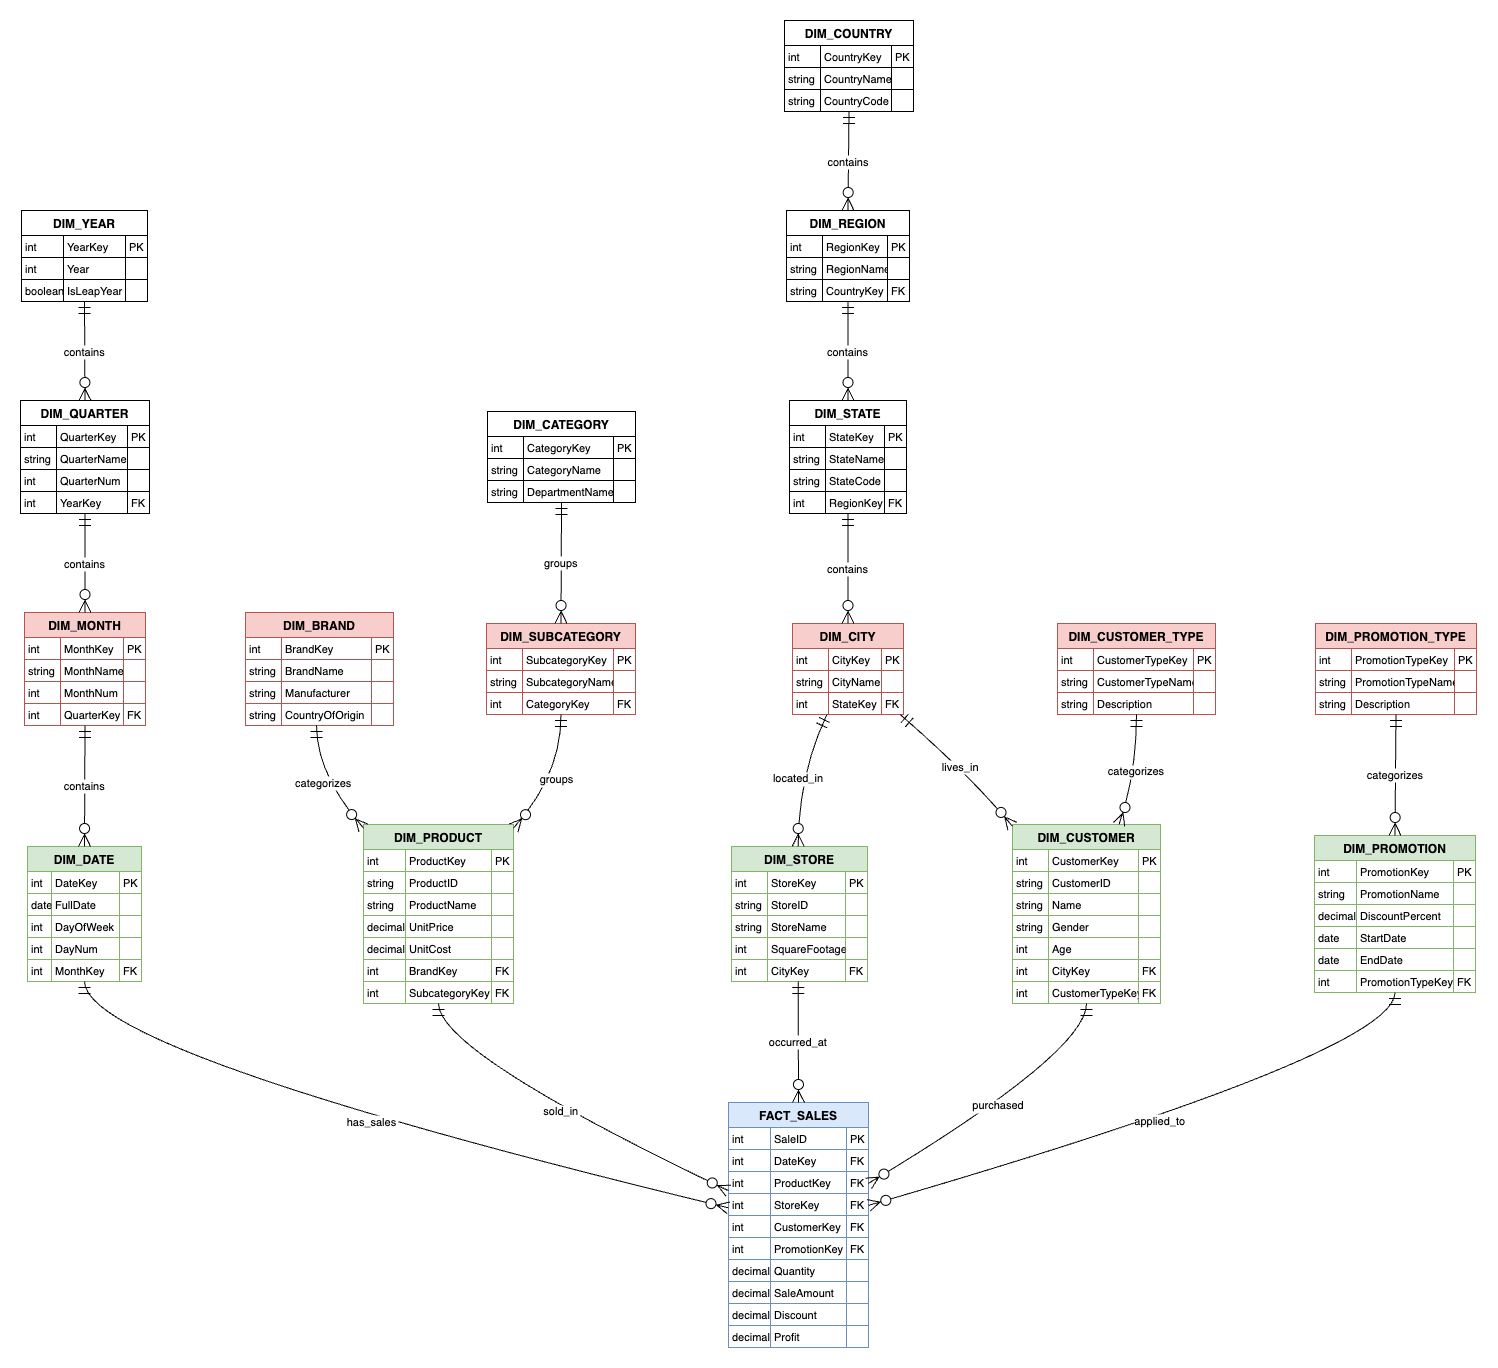 DIM_COUNTRY
int CountryKey PK
string CountryName
string CountryCode
contains
DIM_YEAR
int YearKey PK
int Year
boolean IsLeapYear
contains
DIM_REGION
int RegionKey PK
string RegionName
string CountryKey FK
contains
DIM_QUARTER
int QuarterKey PK
string QuarterName
int QuarterNum
int YearKey FK
contains
DIM_CATEGORY
int CategoryKey PK
string CategoryName
string DepartmentName
groups
DIM_STATE
int StateKey PK
string StateName
string StateCode
int RegionKey FK
contains
DIM_MONTH
int MonthKey PK
string MonthName
int MonthNum
int QuarterKey FK
contains
DIM_BRAND
int BrandKey PK
string BrandName
string Manufacturer
string CountryOfOrigin
categorizes
DIM_SUBCATEGORY
int SubcategoryKey PK
string SubcategoryName
int CategoryKey FK
groups
DIM_CITY
int CityKey PK
string CityName
int StateKey FK
located_in
lives_in
DIM_CUSTOMER_TYPE
int CustomerTypeKey PK
string CustomerTypeName
string Description
categorizes
DIM_PROMOTION_TYPE
int PromotionTypeKey PK
string PromotionTypeName
string Description
categorizes
DIM_DATE
int DateKey PK
date FullDate
int DayOfWeek
int DayNum
int MonthKey FK
has_sales
DIM_PRODUCT
int ProductKey PK
string ProductID
string ProductName
decimal UnitPrice
decimal UnitCost
int BrandKey FK
int SubcategoryKey FK
sold_in
DIM_STORE
int StoreKey PK
string StoreID
string StoreName
int SquareFootage
int CityKey FK
occurred_at
DIM_CUSTOMER
int CustomerKey PK
string CustomerID
string Name
string Gender
int Age
int CityKey FK
int CustomerTypeKey FK
purchased
DIM_PROMOTION
int PromotionKey PK
string PromotionName
decimal DiscountPercent
date StartDate
date EndDate
int PromotionTypeKey FK
applied_to
FACT_SALES
int SaleID PK
int DateKey FK
int ProductKey FK
int StoreKey FK
int CustomerKey FK
int PromotionKey FK
decimal Quantity
decimal SaleAmount
decimal Discount
decimal Profit